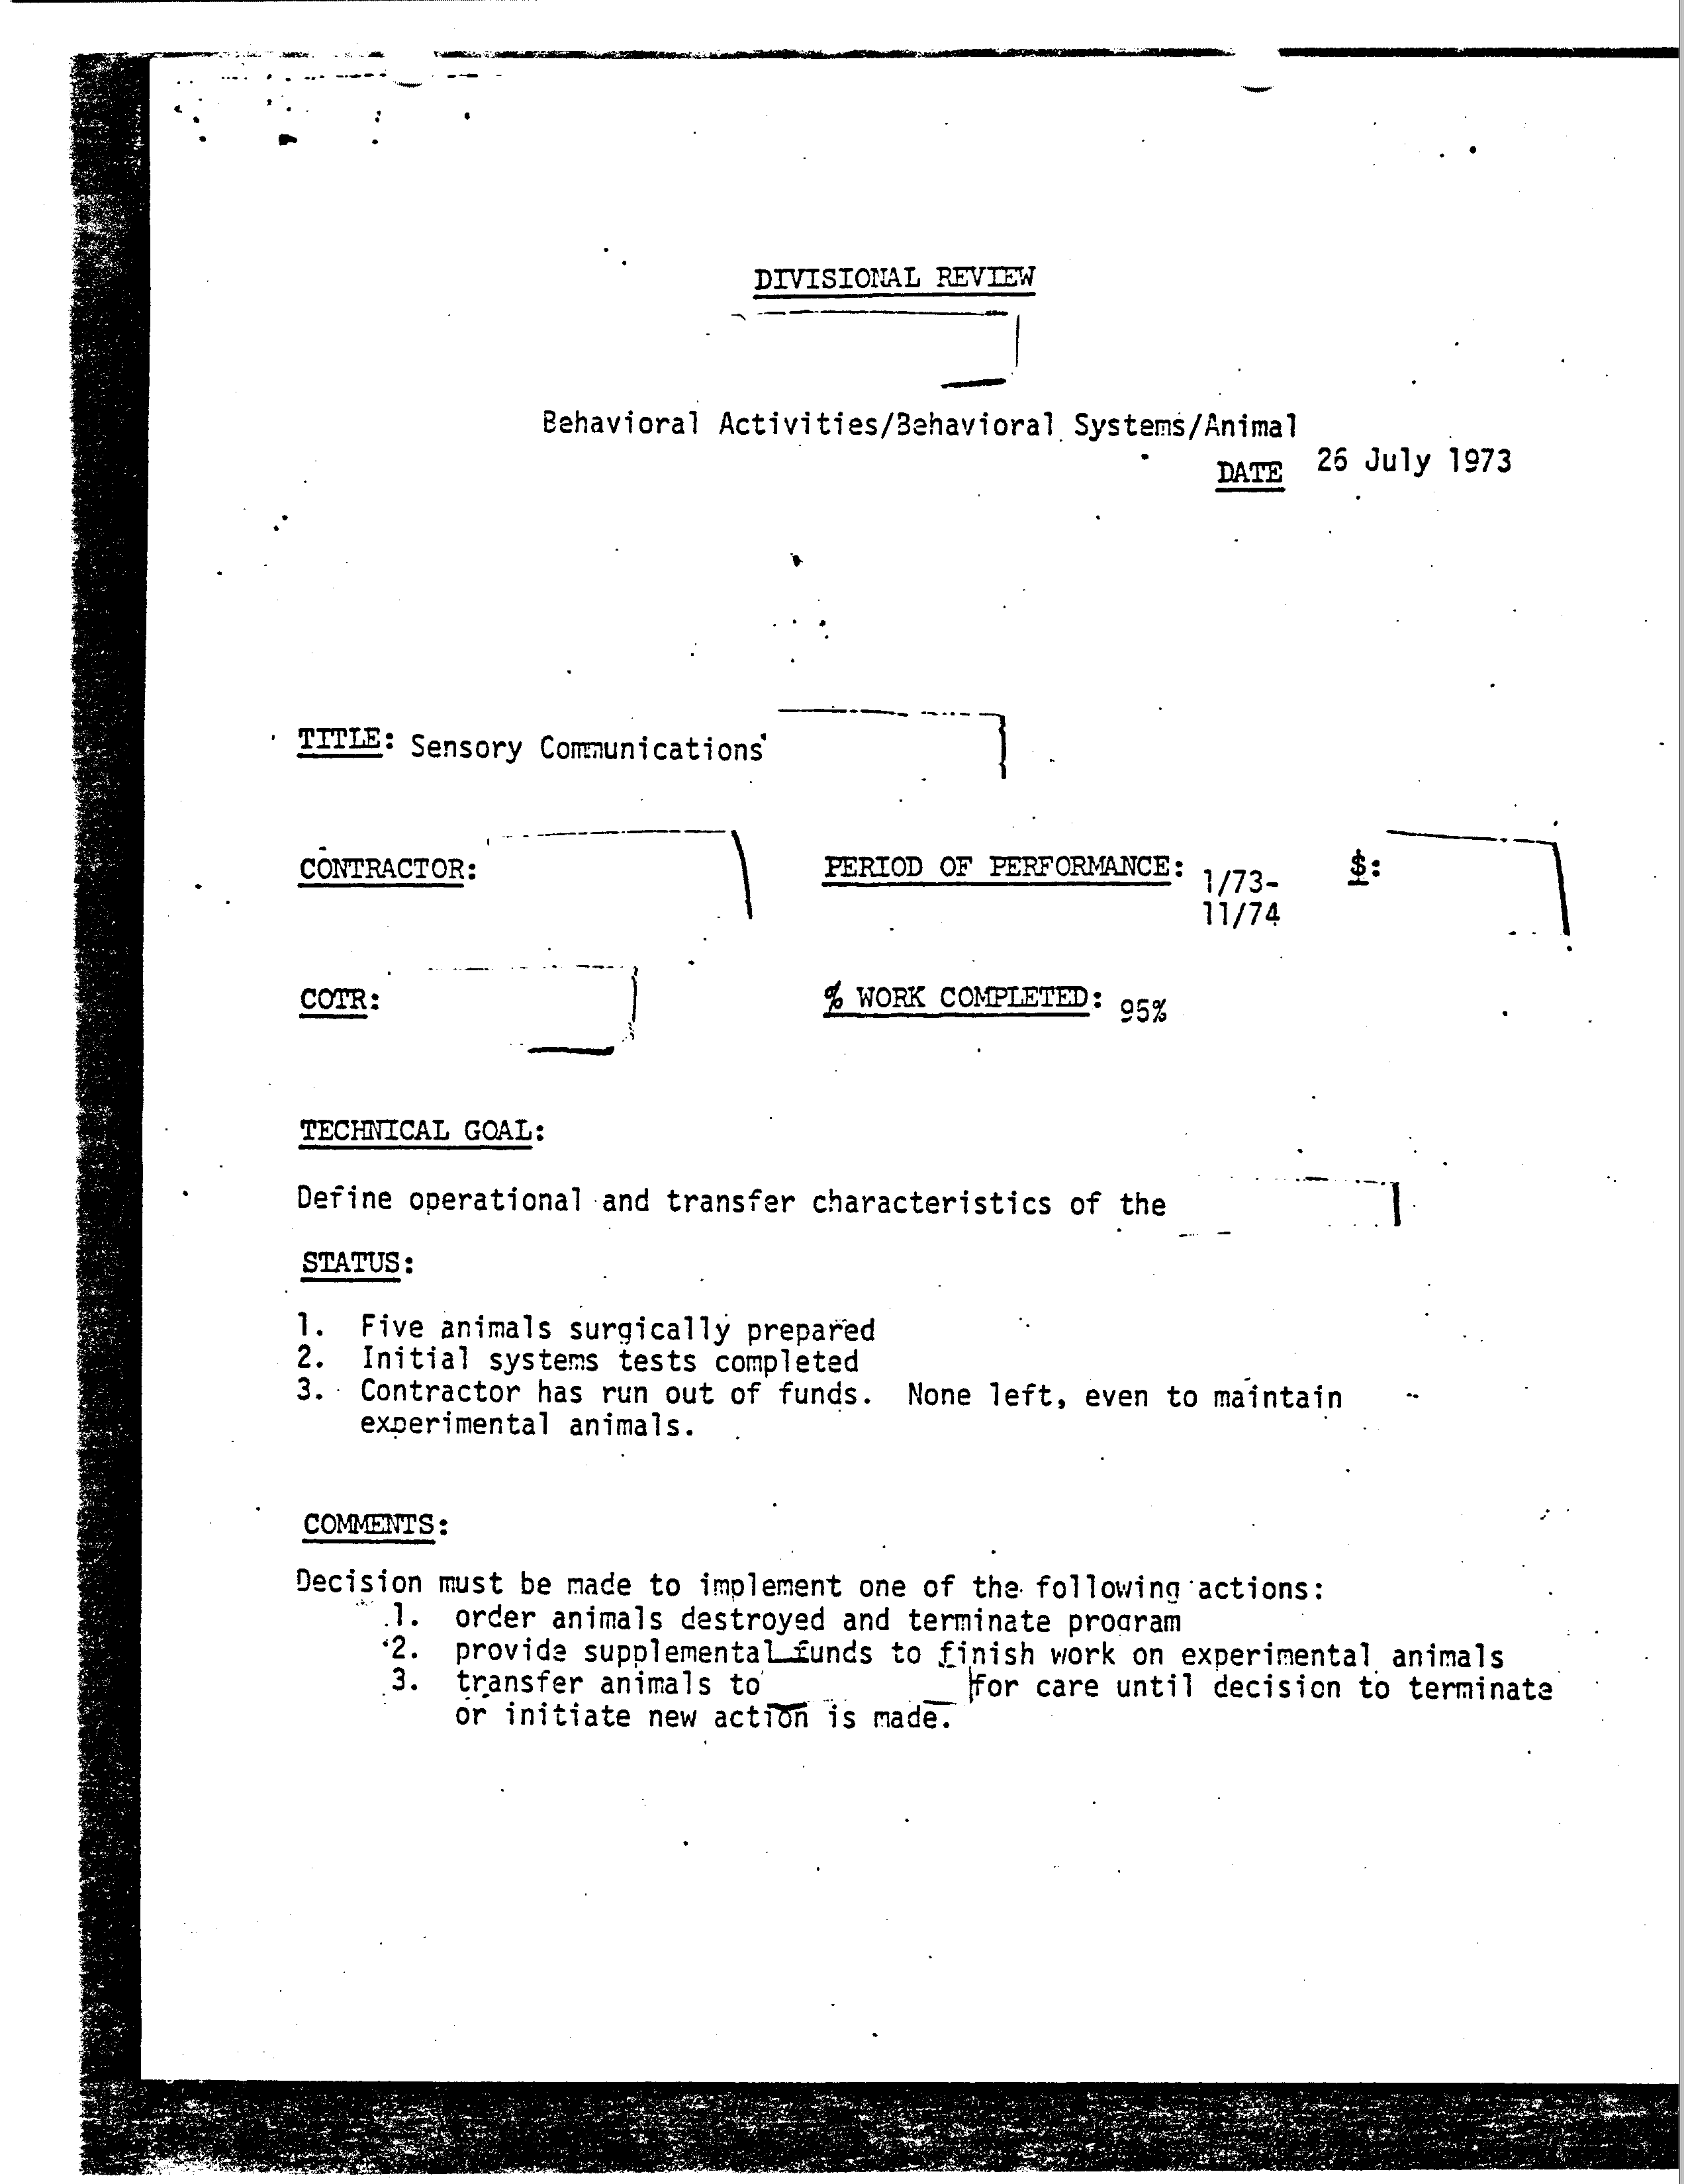 DIVISIONAL REVIEW
Behavioral Activities/Behavioral Systems/Animal
DATE 26 July 1973
TITLE: Sensory Communications
CONTRACTOR: PERIOD OF PERFORMANCE: 1/73- $:
11/74
COTR: % WORK COMPLETED: 95%
TECHNICAL GOAL:
Define operational and transfer characteristics of the
STATUS:
1. Five animals surgically prepared
2. Initial systems tests completed
3. Contractor has run out of funds. None left, even to maintain
experimental animals.
COMMENTS:
Decision must be made to implement one of the following actions:
1. order animals destroyed and terminate program
2. provide supplemental funds to finish work on experimental animals
3. transfer animals to for care until decision to terminate
or initiate new action is made.